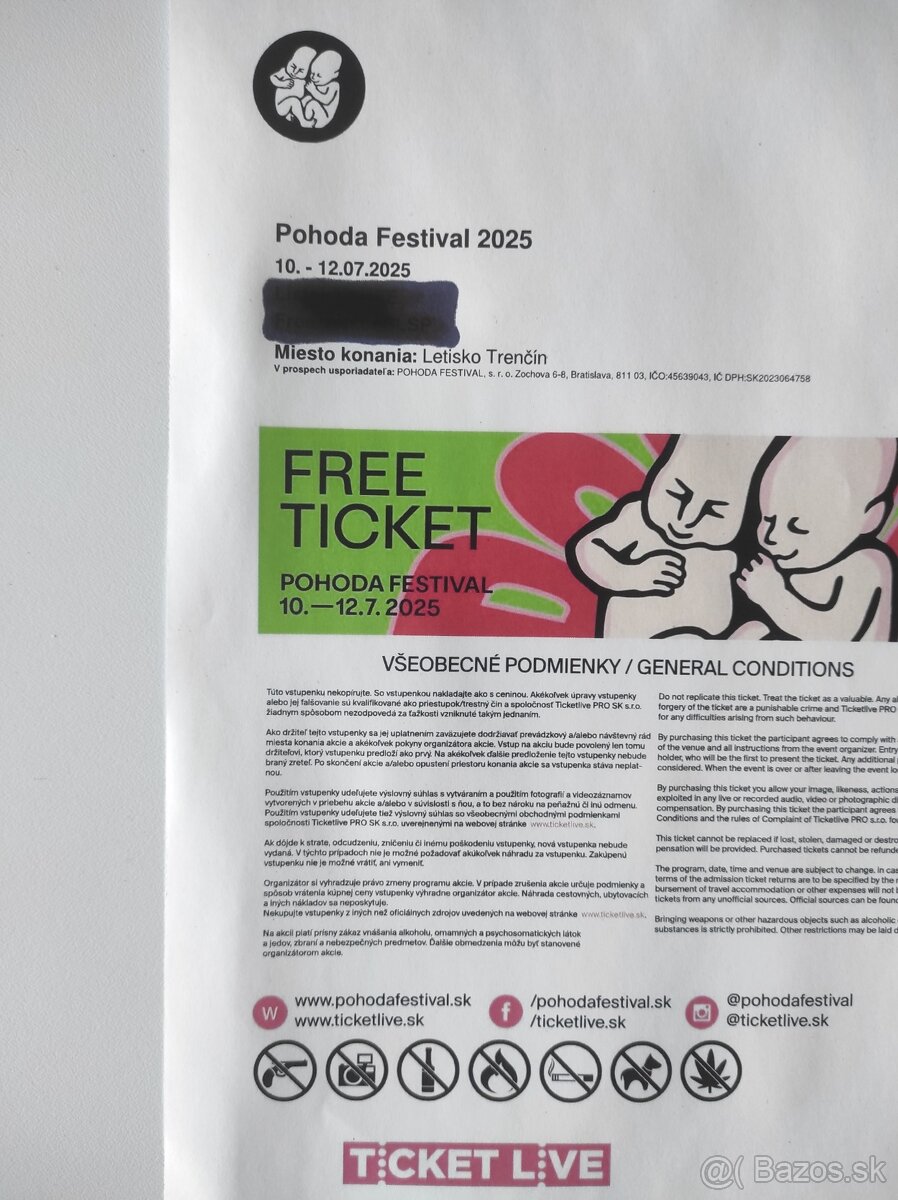 Pohoda Festival 2025
10. - 12.07.2025
Miesto konania: Letisko Trenčín
V prospech usporiadateľa: POHODA FESTIVAL, s. r. o. Zochova 6-8, Bratislava, 811 03, IČO:45639043, IČ DPH:SK2023064758
FREE
TICKET
POHODA FESTIVAL
10.—12.7. 2025
VŠEOBECNÉ PODMIENKY / GENERAL CONDITIONS
Túto vstupenku nekopírujte. So vstupenkou nakladajte ako s ceninou. Akékoľvek úpravy vstupenky
alebo jej falšovanie sú kvalifikované ako priestupok/trestný čin a spoločnosť Ticketlive PRO SK s.r.o.
žiadnym spôsobom nezodpovedá za ťažkosti vzniknuté takým jednaním.
Ako držiteľ tejto vstupenky sa jej uplatnením zaväzujete dodržiavať prevádzkový a/alebo návštevný rád
miesta konania akcie a akékoľvek pokyny organizátora akcie. Vstup na akciu bude povolený len tomu
držiteľovi, ktorý vstupenku predloží ako prvý. Na akékoľvek ďalšie predloženie tejto vstupenky nebude
braný zreteľ. Po skončení akcie a/alebo opustení priestoru konania akcie sa vstupenka stáva neplat-
nou.
Použitím vstupenky udeľujete výslovný súhlas s vytváraním a použitím fotografií a videozáznamov
vytvorených v priebehu akcie a/alebo v súvislosti s ňou, a to bez nároku na peňažnú či inú odmenu.
Použitím vstupenky udeľujete tiež výslovný súhlas so všeobecnými obchodnými podmienkami
spoločnosti Ticketlive PRO SK s.r.o. uverejnenými na webovej stránke www.ticketlive.sk.
Ak dôjde k strate, odcudzeniu, zničeniu či inému poškodeniu vstupenky, nová vstupenka nebude
vydaná. V týchto prípadoch nie je možné požadovať akúkoľvek náhradu za vstupenku. Zakúpenú
vstupenku nie je možné vrátiť, ani vymeniť.
Organizátor si vyhradzuje právo zmeny programu akcie. V prípade zrušenia akcie určuje podmienky a
spôsob vrátenia kúpnej ceny vstupenky výhradne organizátor akcie. Náhrada cestovných, ubytovacích
a iných nákladov sa neposkytuje.
Nekupujte vstupenky z iných než oficiálnych zdrojov uvedených na webovej stránke www.ticketlive.sk.
Na akcii platí prísny zákaz vnášania alkoholu, omamných a psychosomatických látok
a jedov, zbraní a nebezpečných predmetov. Ďalšie obmedzenia môžu byť stanovené
organizátorom akcie.
Do not replicate this ticket. Treat the ticket as a valuable. Any al
forgery of the ticket are a punishable crime and Ticketlive PRO
for any difficulties arising from such behaviour.
By purchasing this ticket the participant agrees to comply with
of the venue and all instructions from the event organizer. Entry
holder, who will be the first to present the ticket. Any additional
considered. When the event is over or after leaving the event lo
By purchasing this ticket you allow your image, likeness, actions
exploited in any live or recorded audio, video or photographic di
compensation. By purchasing this ticket the participant agrees
Conditions and the rules of Complaint of Ticketlive PRO s.r.o. fo
This ticket cannot be replaced if lost, stolen, damaged or destro
pensation will be provided. Purchased tickets cannot be refunde
The program, date, time and venue are subject to change. In cas
terms of the admission ticket returns are to be specified by the
bursement of travel accommodation or other expenses will not b
tickets from any unofficial sources. Official sources can be foun
Bringing weapons or other hazardous objects such as alcoholic
substances is strictly prohibited. Other restrictions may be laid d
W www.pohodafestival.sk
www.ticketlive.sk
f /pohodafestival.sk
/ticketlive.sk
@pohodafestival
@ticketlive.sk
TICKET LIVE
@( Bazos.sk